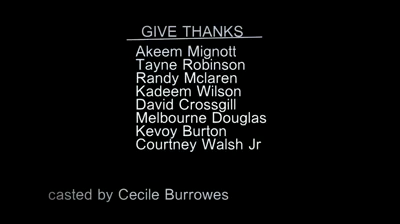 GIVE THANKS
Akeem Mignott
Tayne Robinson
Randy Mclaren
Kadeem Wilson
David Crossgill
Melbourne Douglas
Kevoy Burton
Courtney Walsh Jr
casted by Cecile Burrowes